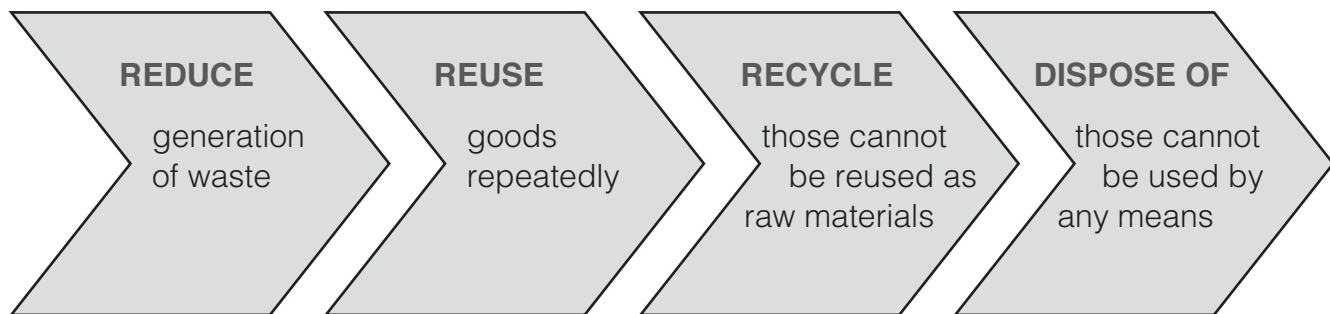 REDUCE
generation
of waste
REUSE
goods
repeatedly
RECYCLE
those cannot
be reused as
raw materials
DISPOSE OF
those cannot
be used by
any means